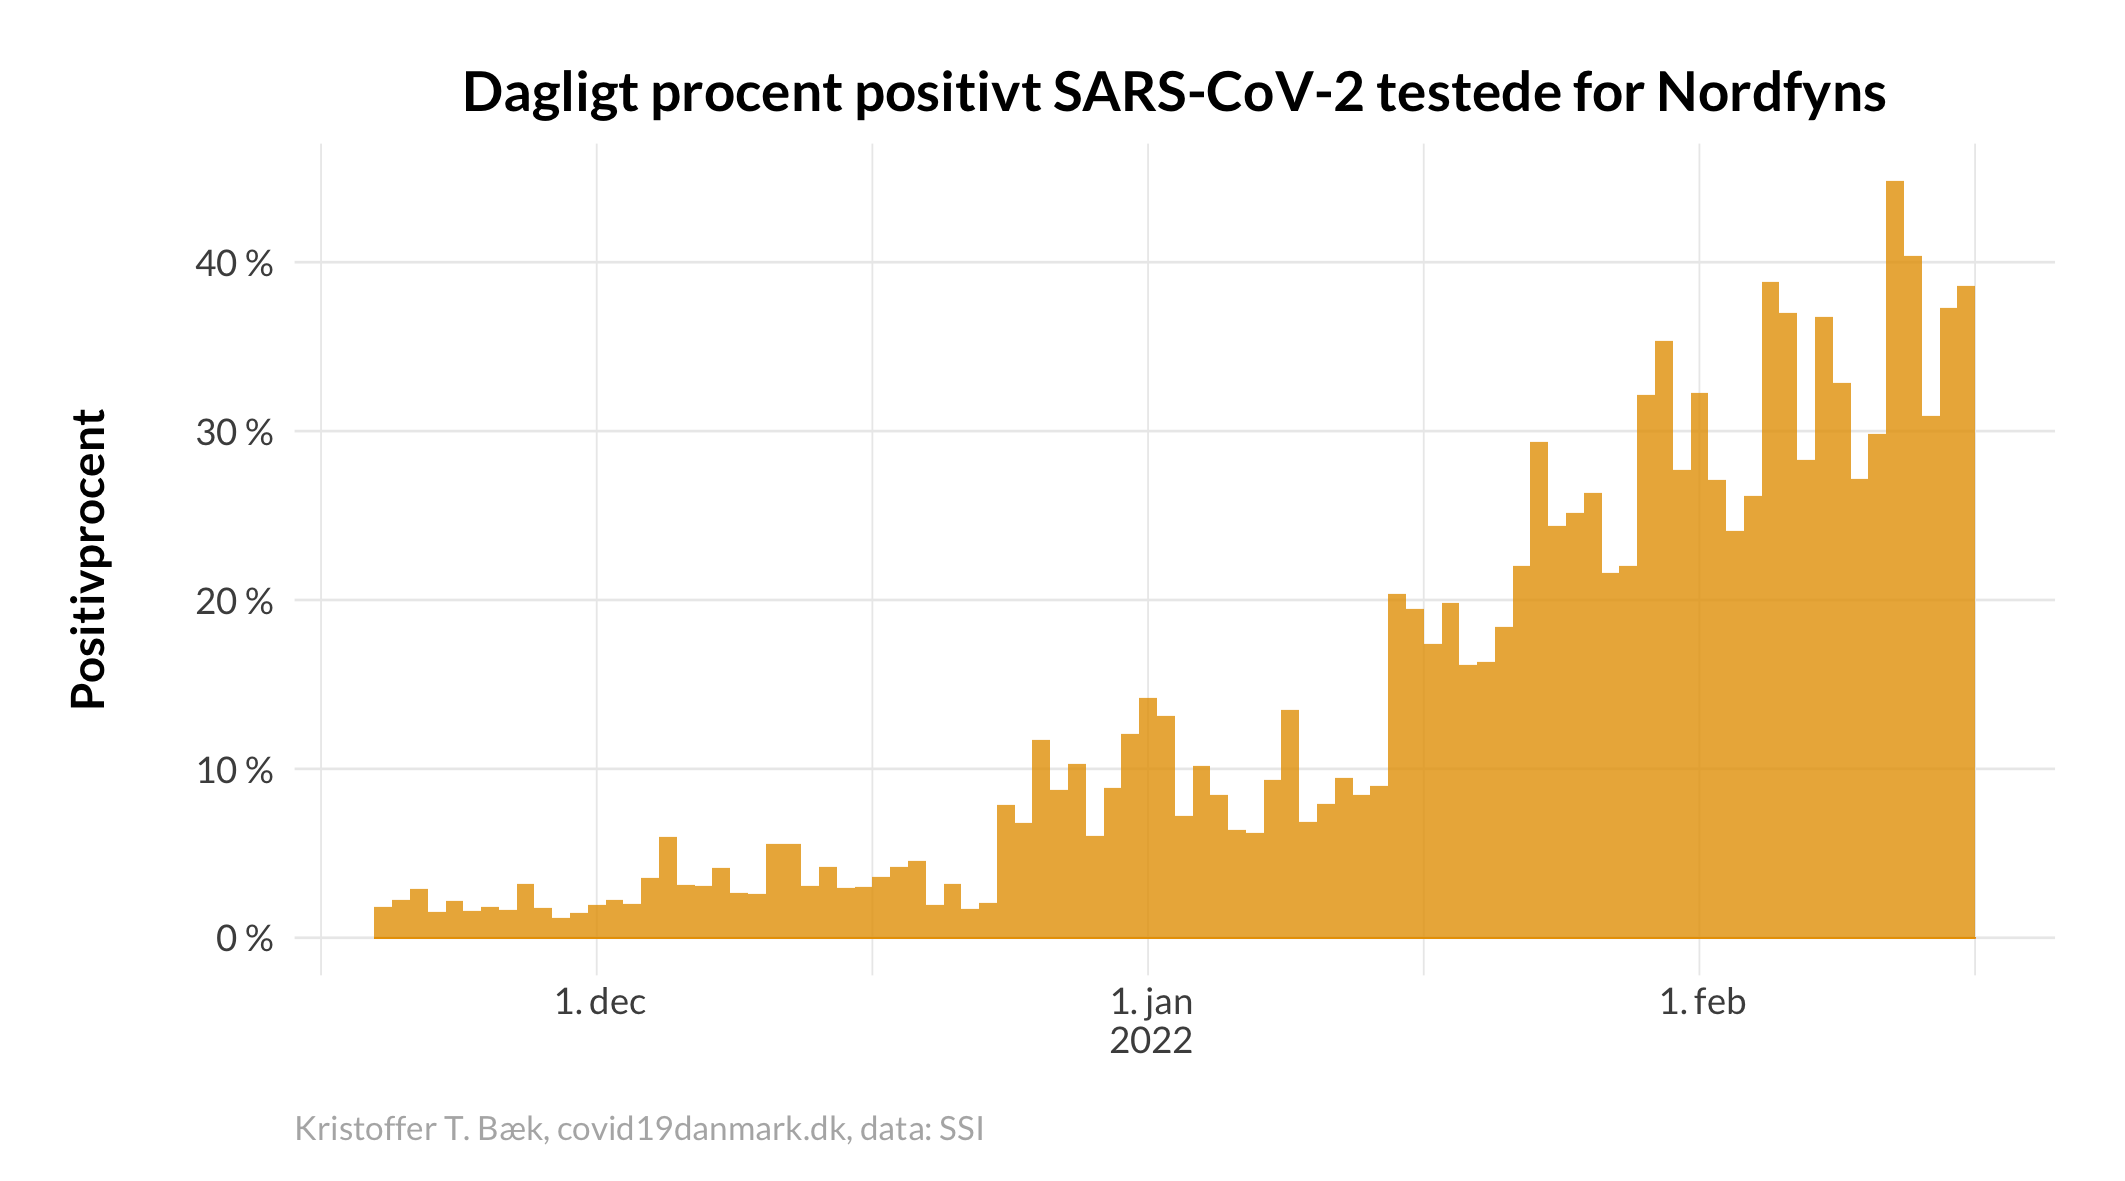 Dagligt procent positivt SARS-CoV-2 testede for Nordfyns
Positivprocent
40 %
30 %
20 %
10 %
0 %
1. dec
1. jan
2022
1. feb
Kristoffer T. Bæk, covid19danmark.dk, data: SSI